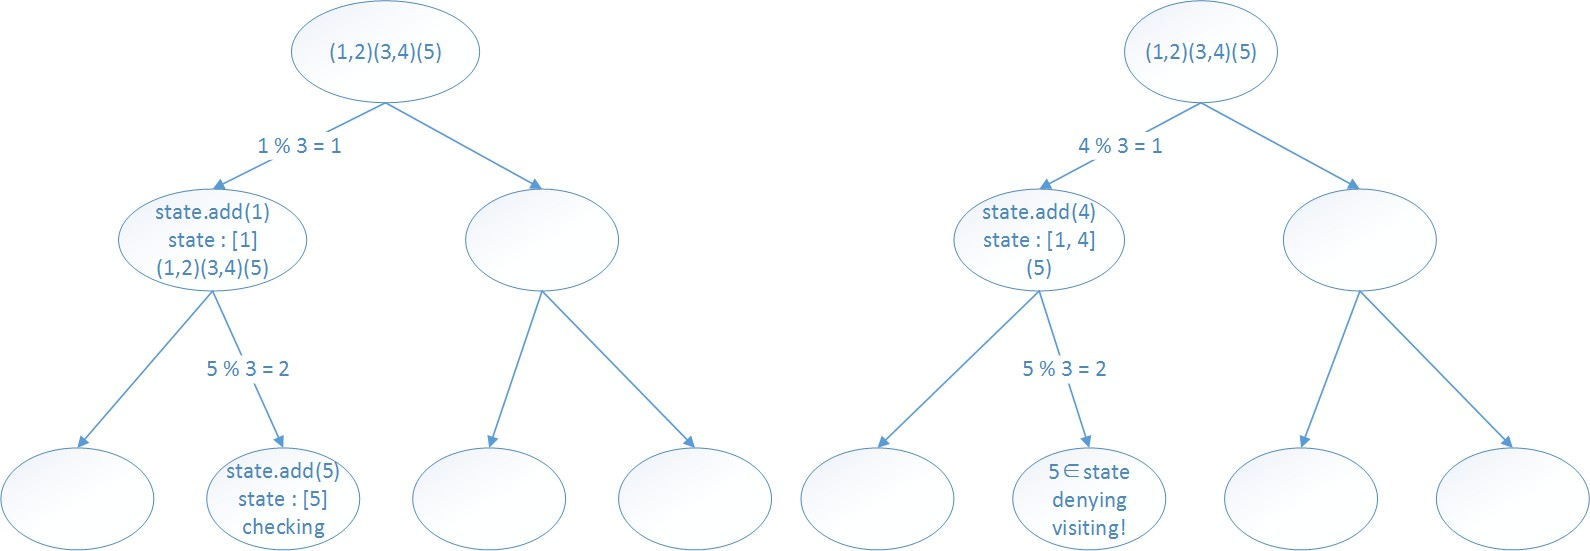 (1,2)(3,4)(5)
1 % 3 = 1
state.add(1)
state : [1]
(1,2)(3,4)(5)
5 % 3 = 2
state.add(5)
state : [5]
checking
(1,2)(3,4)(5)
4 % 3 = 1
state.add(4)
state : [1, 4]
(5)
5 % 3 = 2
5∈state
denying
visiting!